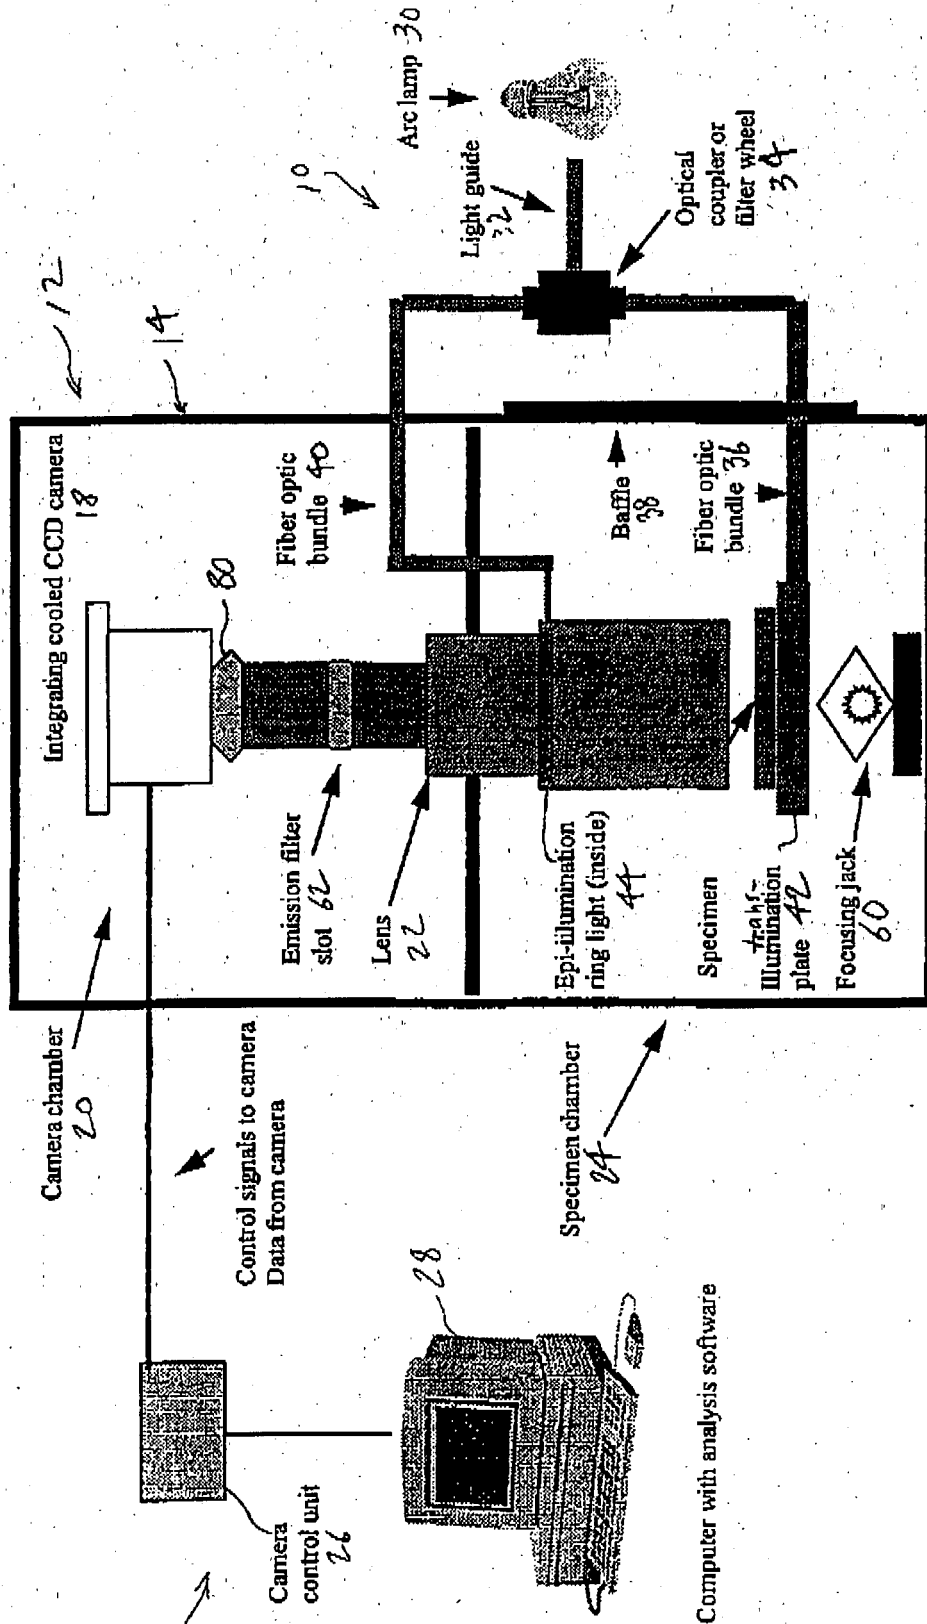 Integrating cooled CCD camera
18
12
14
10
Arc lamp 30
Light guide
32
Optical
coupler or
filter wheel
34
Fiber optic
bundle 40
80
Baffle
38
Fiber optic
bundle 36
Emission filter
slot 62
Lens
22
Epi-illumination
ring light (inside)
44
Specimen
trans-
Illumination
plate 42
Focusing jack
60
Camera chamber
20
Control signals to camera
Data from camera
Specimen chamber
24
Camera
control unit
26
28
Computer with analysis software